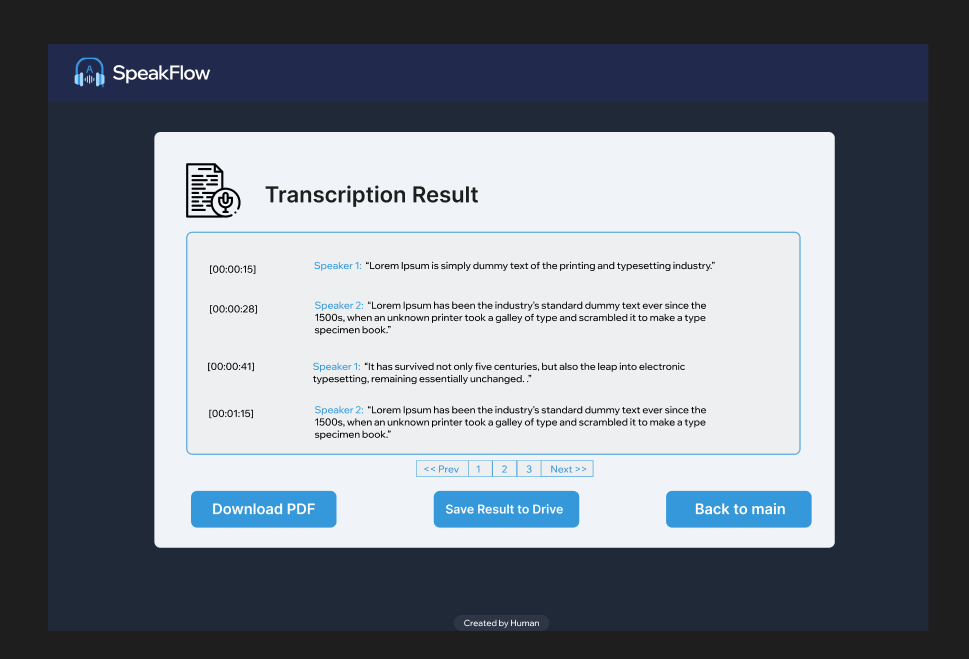 A
SpeakFlow
Transcription Result
[00:00:15] Speaker 1: “Lorem Ipsum is simply dummy text of the printing and typesetting industry.”
[00:00:28] Speaker 2: “Lorem Ipsum has been the industry’s standard dummy text ever since the
1500s, when an unknown printer took a galley of type and scrambled it to make a type
specimen book.”
[00:00:41] Speaker 1: “It has survived not only five centuries, but also the leap into electronic
typesetting, remaining essentially unchanged. .”
[00:01:15] Speaker 2: “Lorem Ipsum has been the industry’s standard dummy text ever since the
1500s, when an unknown printer took a galley of type and scrambled it to make a type
specimen book.”
<< Prev 1 2 3 Next >>
Download PDF Save Result to Drive Back to main
Created by Human